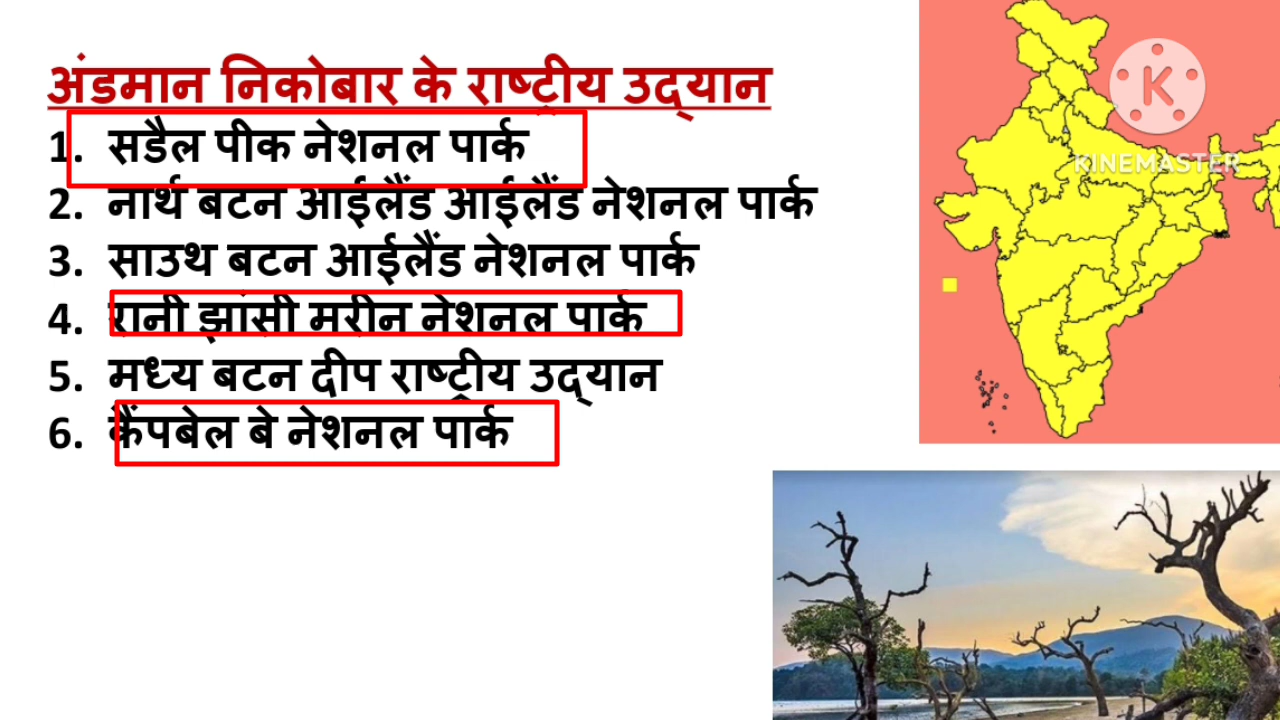 अंडमान निकोबार के राष्ट्रीय उद्यान
1. सडैल पीक नेशनल पार्क
2. नार्थ बटन आईलैंड आईलैंड नेशनल पार्क
3. साउथ बटन आईलैंड नेशनल पार्क
4. रानी झांसी मरीन नेशनल पार्क
5. मध्य बटन दीप राष्ट्रीय उद्यान
6. कैंपबेल बे नेशनल पार्क
K
KINEMASTER